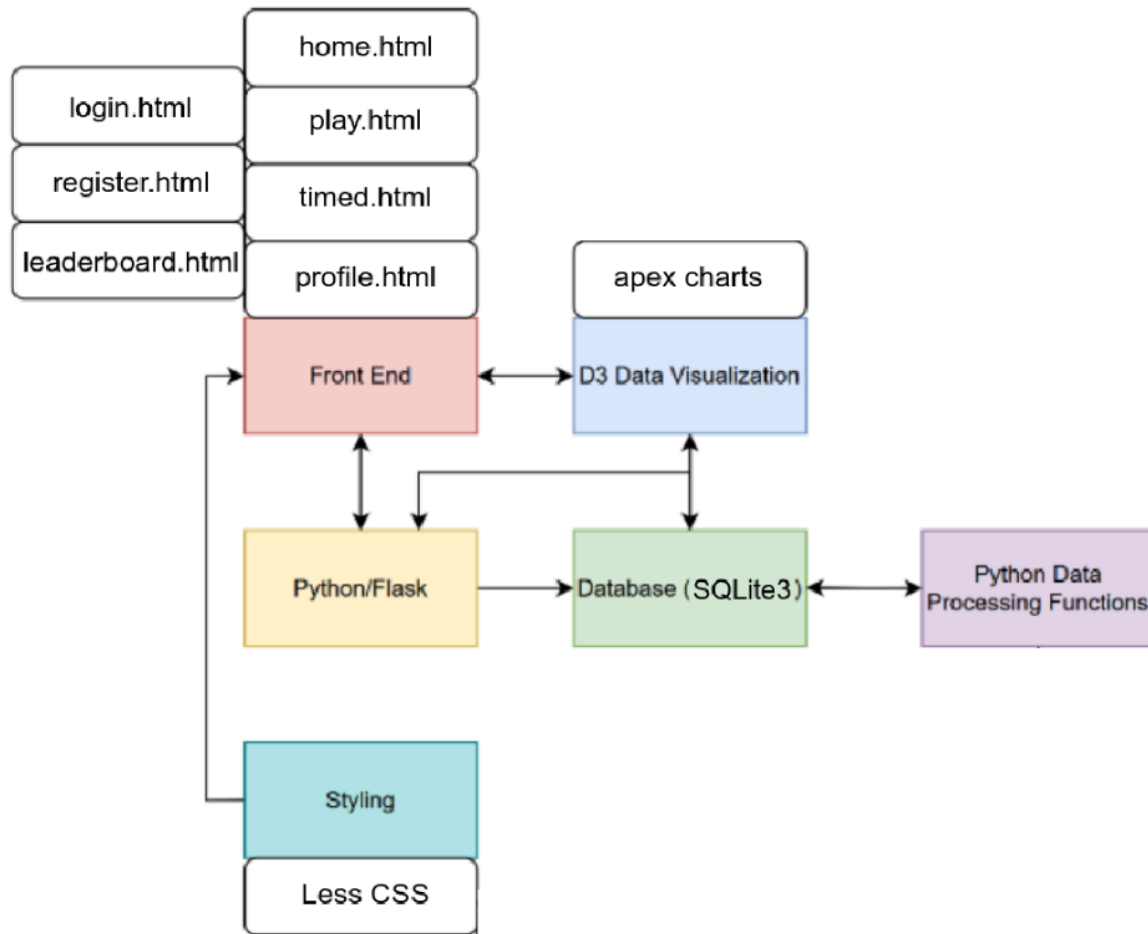 home.html
login.html
play.html
register.html
timed.html
leaderboard.html
profile.html
apex charts
Front End
D3 Data Visualization
Python/Flask
Database (SQLite3)
Python Data
Processing Functions
Styling
Less CSS